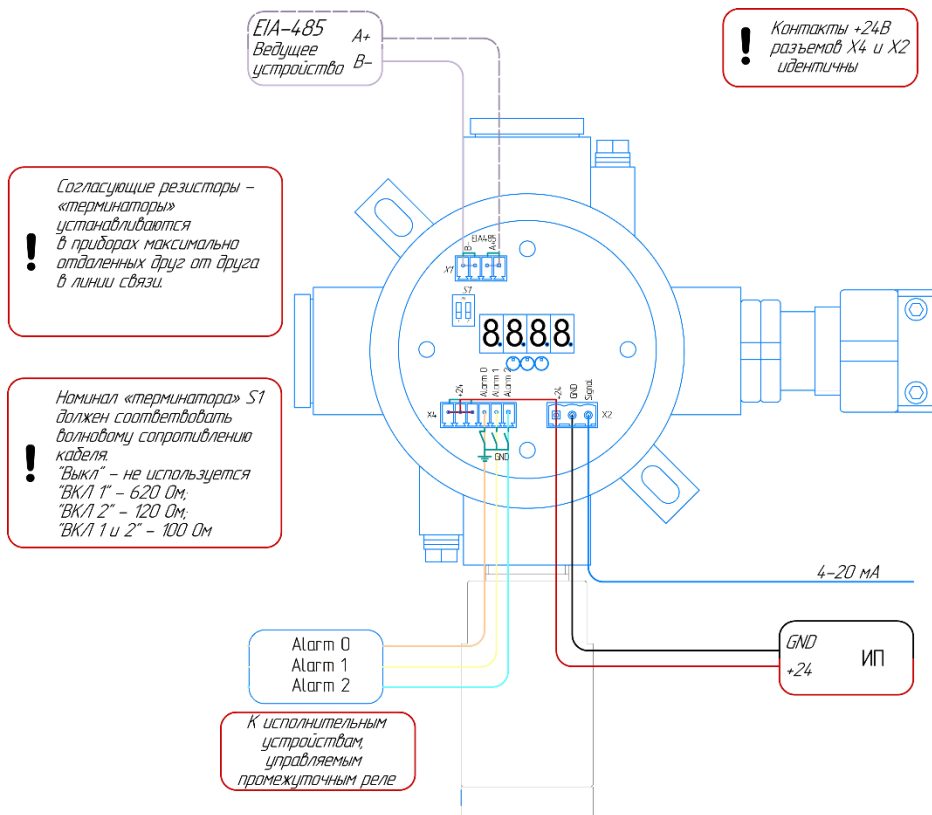 EIA-485
Ведущее
устройство
A+
B-
!
Контакты +24В
разъемов Х4 и Х2
идентичны
!
Согласующие резисторы -
«терминаторы»
устанавливаются
в приборах максимально
отдаленных друг от друга
в линии связи.
EIA485
B-
A+
X1
S1
8.8.8.8.
!
Номинал «терминатора» S1
должен соответвовать
волновому сопротивлению
кабеля.
"Выкл" - не используется
"ВКЛ 1" - 620 Ом;
"ВКЛ 2" - 120 Ом;
"ВКЛ 1 и 2" - 100 Ом
+24
Alarm 0
Alarm 1
Alarm 2
X4
GND
+24
GND
Signal
X2
4-20 мА
Alarm 0
Alarm 1
Alarm 2
GND
+24
ИП
К исполнительным
устройствам,
управляемым
промежуточным реле